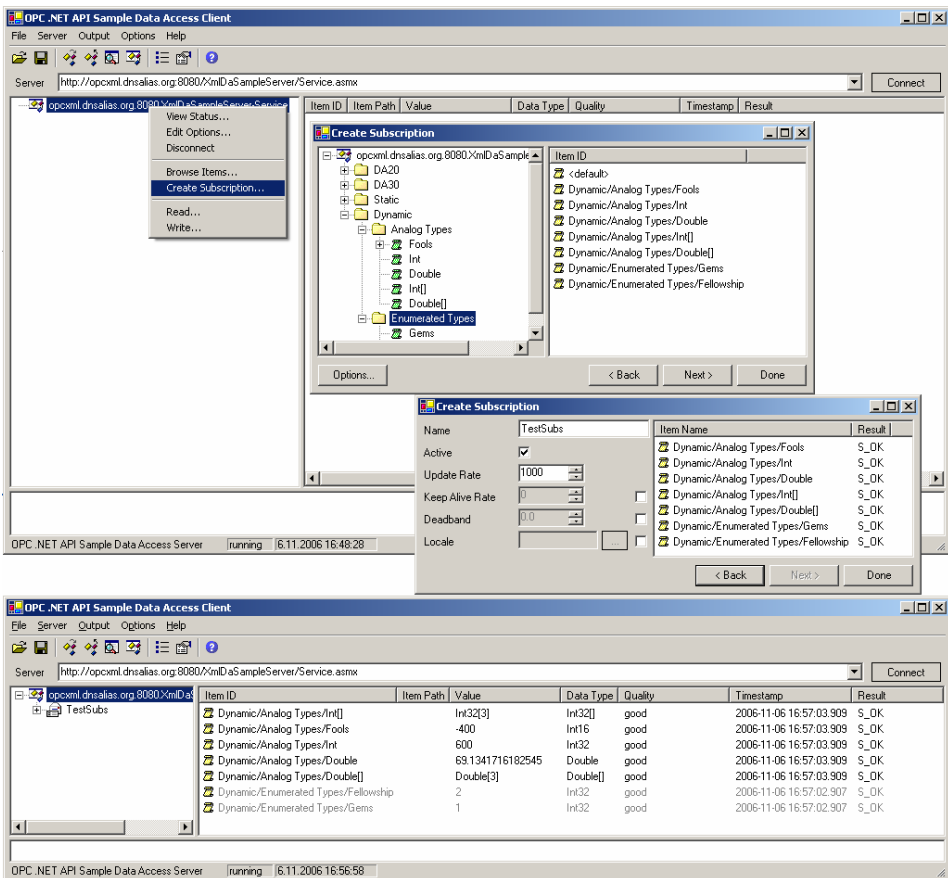 OPC .NET API Sample Data Access Client
File Server Output Options Help
Server http://opcxml.dnsalias.org:8080/XmlDaSampleServer/Service.asmx Connect
opcxml.dnsalias.org.8080.XmlDaSampleServer-Service
Item ID Item Path Value Data Type Quality Timestamp Result
View Status...
Edit Options...
Disconnect
Browse Items...
Create Subscription...
Read...
Write...
Create Subscription
opcxml.dnsalias.org.8080.XmlDaSample
DA20
DA30
Static
Dynamic
Analog Types
Fools
Int
Double
Int[]
Double[]
Enumerated Types
Gems
Item ID
<default>
Dynamic/Analog Types/Fools
Dynamic/Analog Types/Int
Dynamic/Analog Types/Double
Dynamic/Analog Types/Int[]
Dynamic/Analog Types/Double[]
Dynamic/Enumerated Types/Gems
Dynamic/Enumerated Types/Fellowship
Options... < Back Next > Done
Create Subscription
Name TestSubs
Active
Update Rate 1000
Keep Alive Rate 0
Deadband 0.0
Locale ...
Item Name Result
Dynamic/Analog Types/Fools S_OK
Dynamic/Analog Types/Int S_OK
Dynamic/Analog Types/Double S_OK
Dynamic/Analog Types/Int[] S_OK
Dynamic/Analog Types/Double[] S_OK
Dynamic/Enumerated Types/Gems S_OK
Dynamic/Enumerated Types/Fellowship S_OK
< Back Next > Done
OPC .NET API Sample Data Access Server running 6.11.2006 16:48:28
OPC .NET API Sample Data Access Client
File Server Output Options Help
Server http://opcxml.dnsalias.org:8080/XmlDaSampleServer/Service.asmx Connect
opcxml.dnsalias.org.8080.XmlDaS
TestSubs
Item ID Item Path Value Data Type Quality Timestamp Result
Dynamic/Analog Types/Int[] Int32[3] Int32[] good 2006-11-06 16:57:03.909 S_OK
Dynamic/Analog Types/Fools -400 Int16 good 2006-11-06 16:57:03.909 S_OK
Dynamic/Analog Types/Int 600 Int32 good 2006-11-06 16:57:03.909 S_OK
Dynamic/Analog Types/Double 69.1341716182545 Double good 2006-11-06 16:57:03.909 S_OK
Dynamic/Analog Types/Double[] Double[3] Double[] good 2006-11-06 16:57:03.909 S_OK
Dynamic/Enumerated Types/Fellowship 2 Int32 good 2006-11-06 16:57:02.907 S_OK
Dynamic/Enumerated Types/Gems 1 Int32 good 2006-11-06 16:57:02.907 S_OK
OPC .NET API Sample Data Access Server running 6.11.2006 16:56:58